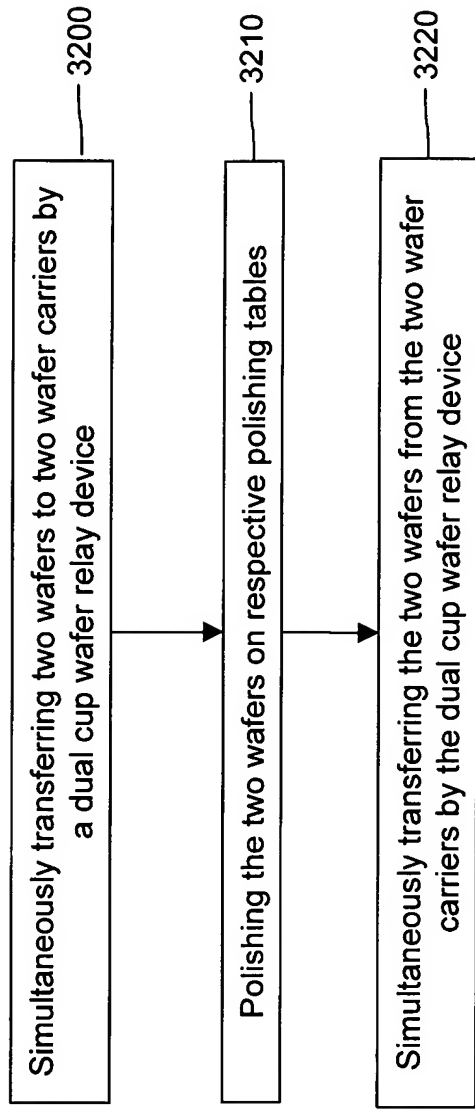 Simultaneously transferring two wafers to two wafer carriers by
a dual cup wafer relay device
3200
Polishing the two wafers on respective polishing tables
3210
Simultaneously transferring the two wafers from the two wafer
carriers by the dual cup wafer relay device
3220